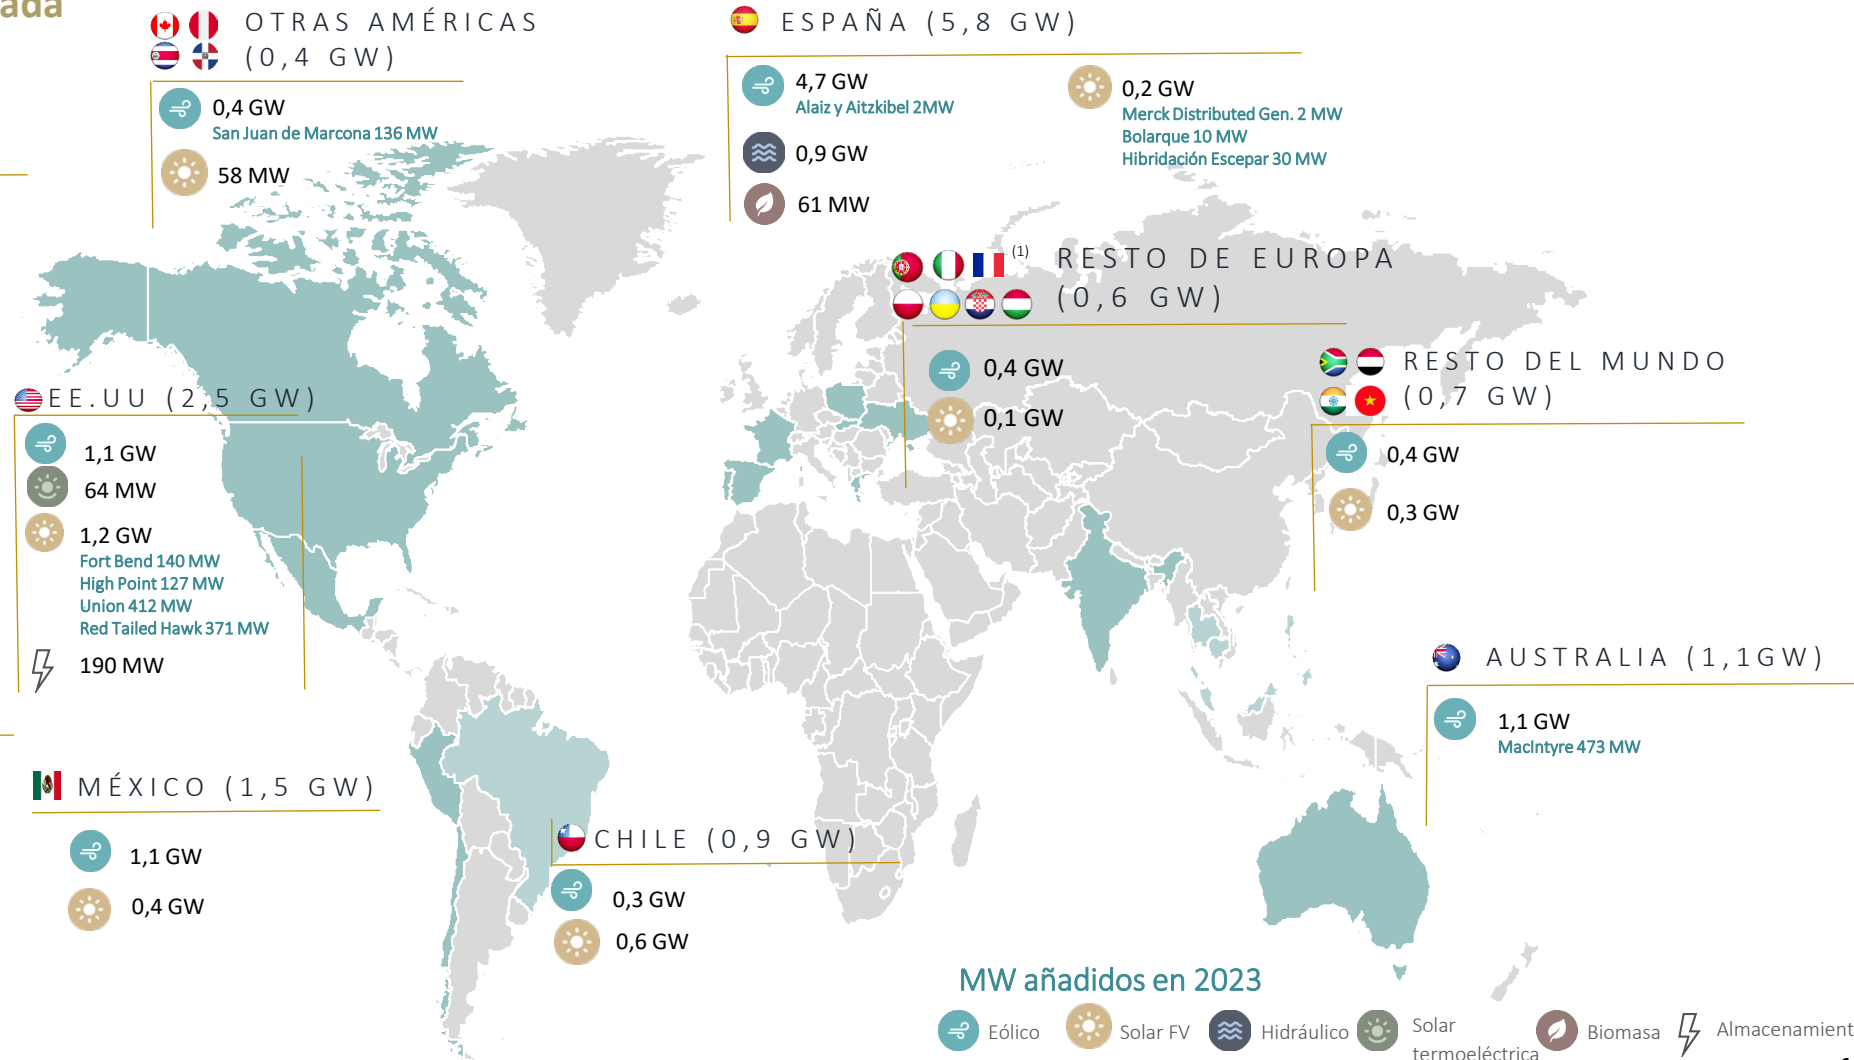 ada
OTRAS AMÉRICAS
(0,4 GW)
0,4 GW
San Juan de Marcona 136 MW
58 MW
ESPAÑA (5,8 GW)
4,7 GW
Alaiz y Aitzkibel 2MW
0,9 GW
61 MW
0,2 GW
Merck Distributed Gen. 2 MW
Bolarque 10 MW
Hibridación Escepar 30 MW
(1)
RESTO DE EUROPA
(0,6 GW)
0,4 GW
0,1 GW
RESTO DEL MUNDO
(0,7 GW)
0,4 GW
0,3 GW
EE.UU (2,5 GW)
1,1 GW
64 MW
1,2 GW
Fort Bend 140 MW
High Point 127 MW
Union 412 MW
Red Tailed Hawk 371 MW
190 MW
AUSTRALIA (1,1GW)
1,1 GW
MacIntyre 473 MW
MÉXICO (1,5 GW)
1,1 GW
0,4 GW
CHILE (0,9 GW)
0,3 GW
0,6 GW
MW añadidos en 2023
Eólico
Solar FV
Hidráulico
Solar
termoeléctrica
Biomasa
Almacenamient